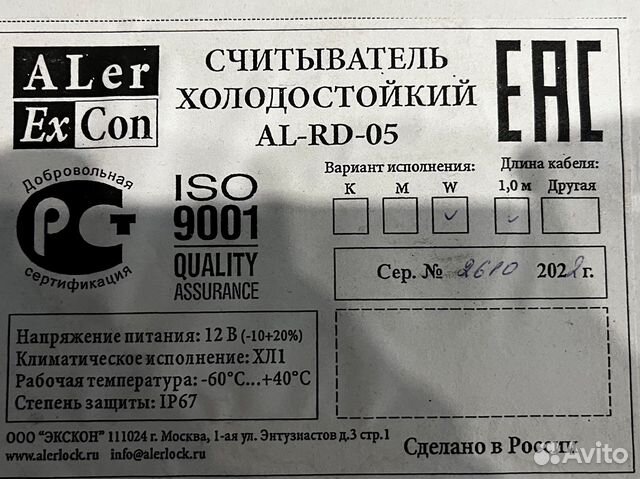 ALer
ExCon
СЧИТЫВАТЕЛЬ
ХОЛОДОСТОЙКИЙ
AL-RD-05
EAC
Добровольная
РСТ
сертификация
ISO
9001
QUALITY
ASSURANCE
Вариант исполнения:
К М W
Длина кабеля:
1,0 м Другая
Сер. № 2610 2022 г.
Напряжение питания: 12 В (-10+20%)
Климатическое исполнение: ХЛ1
Рабочая температура: -60°С...+40°С
Степень защиты: IP67
ООО "ЭКСКОН" 111024 г. Москва, 1-ая ул. Энтузиастов д.3 стр.1
www.alerlock.ru info@alerlock.ru
Сделано в России
Avito